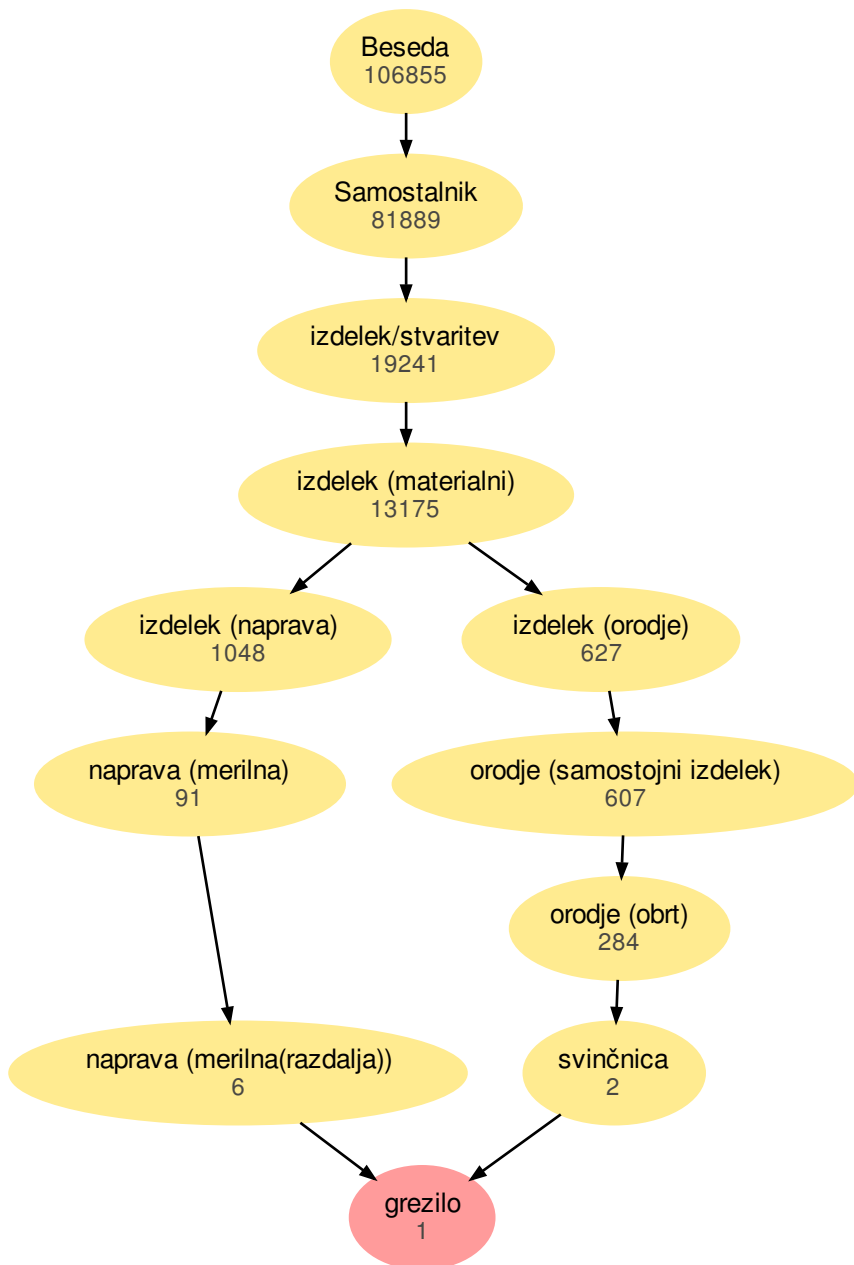 Beseda
106855
Samostalnik
81889
izdelek/stvaritev
19241
izdelek (materialni)
13175
izdelek (naprava)
1048
izdelek (orodje)
627
naprava (merilna)
91
orodje (samostojni izdelek)
607
orodje (obrt)
284
naprava (merilna(razdalja))
6
svinčnica
2
grezilo
1